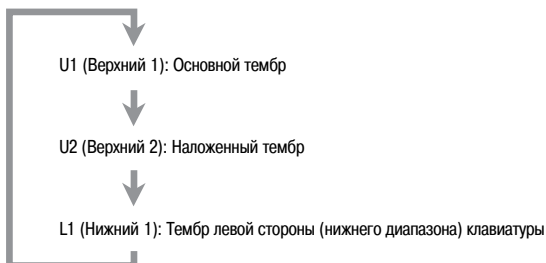 U1 (Верхний 1): Основной тембр
U2 (Верхний 2): Наложенный тембр
L1 (Нижний 1): Тембр левой стороны (нижнего диапазона) клавиатуры